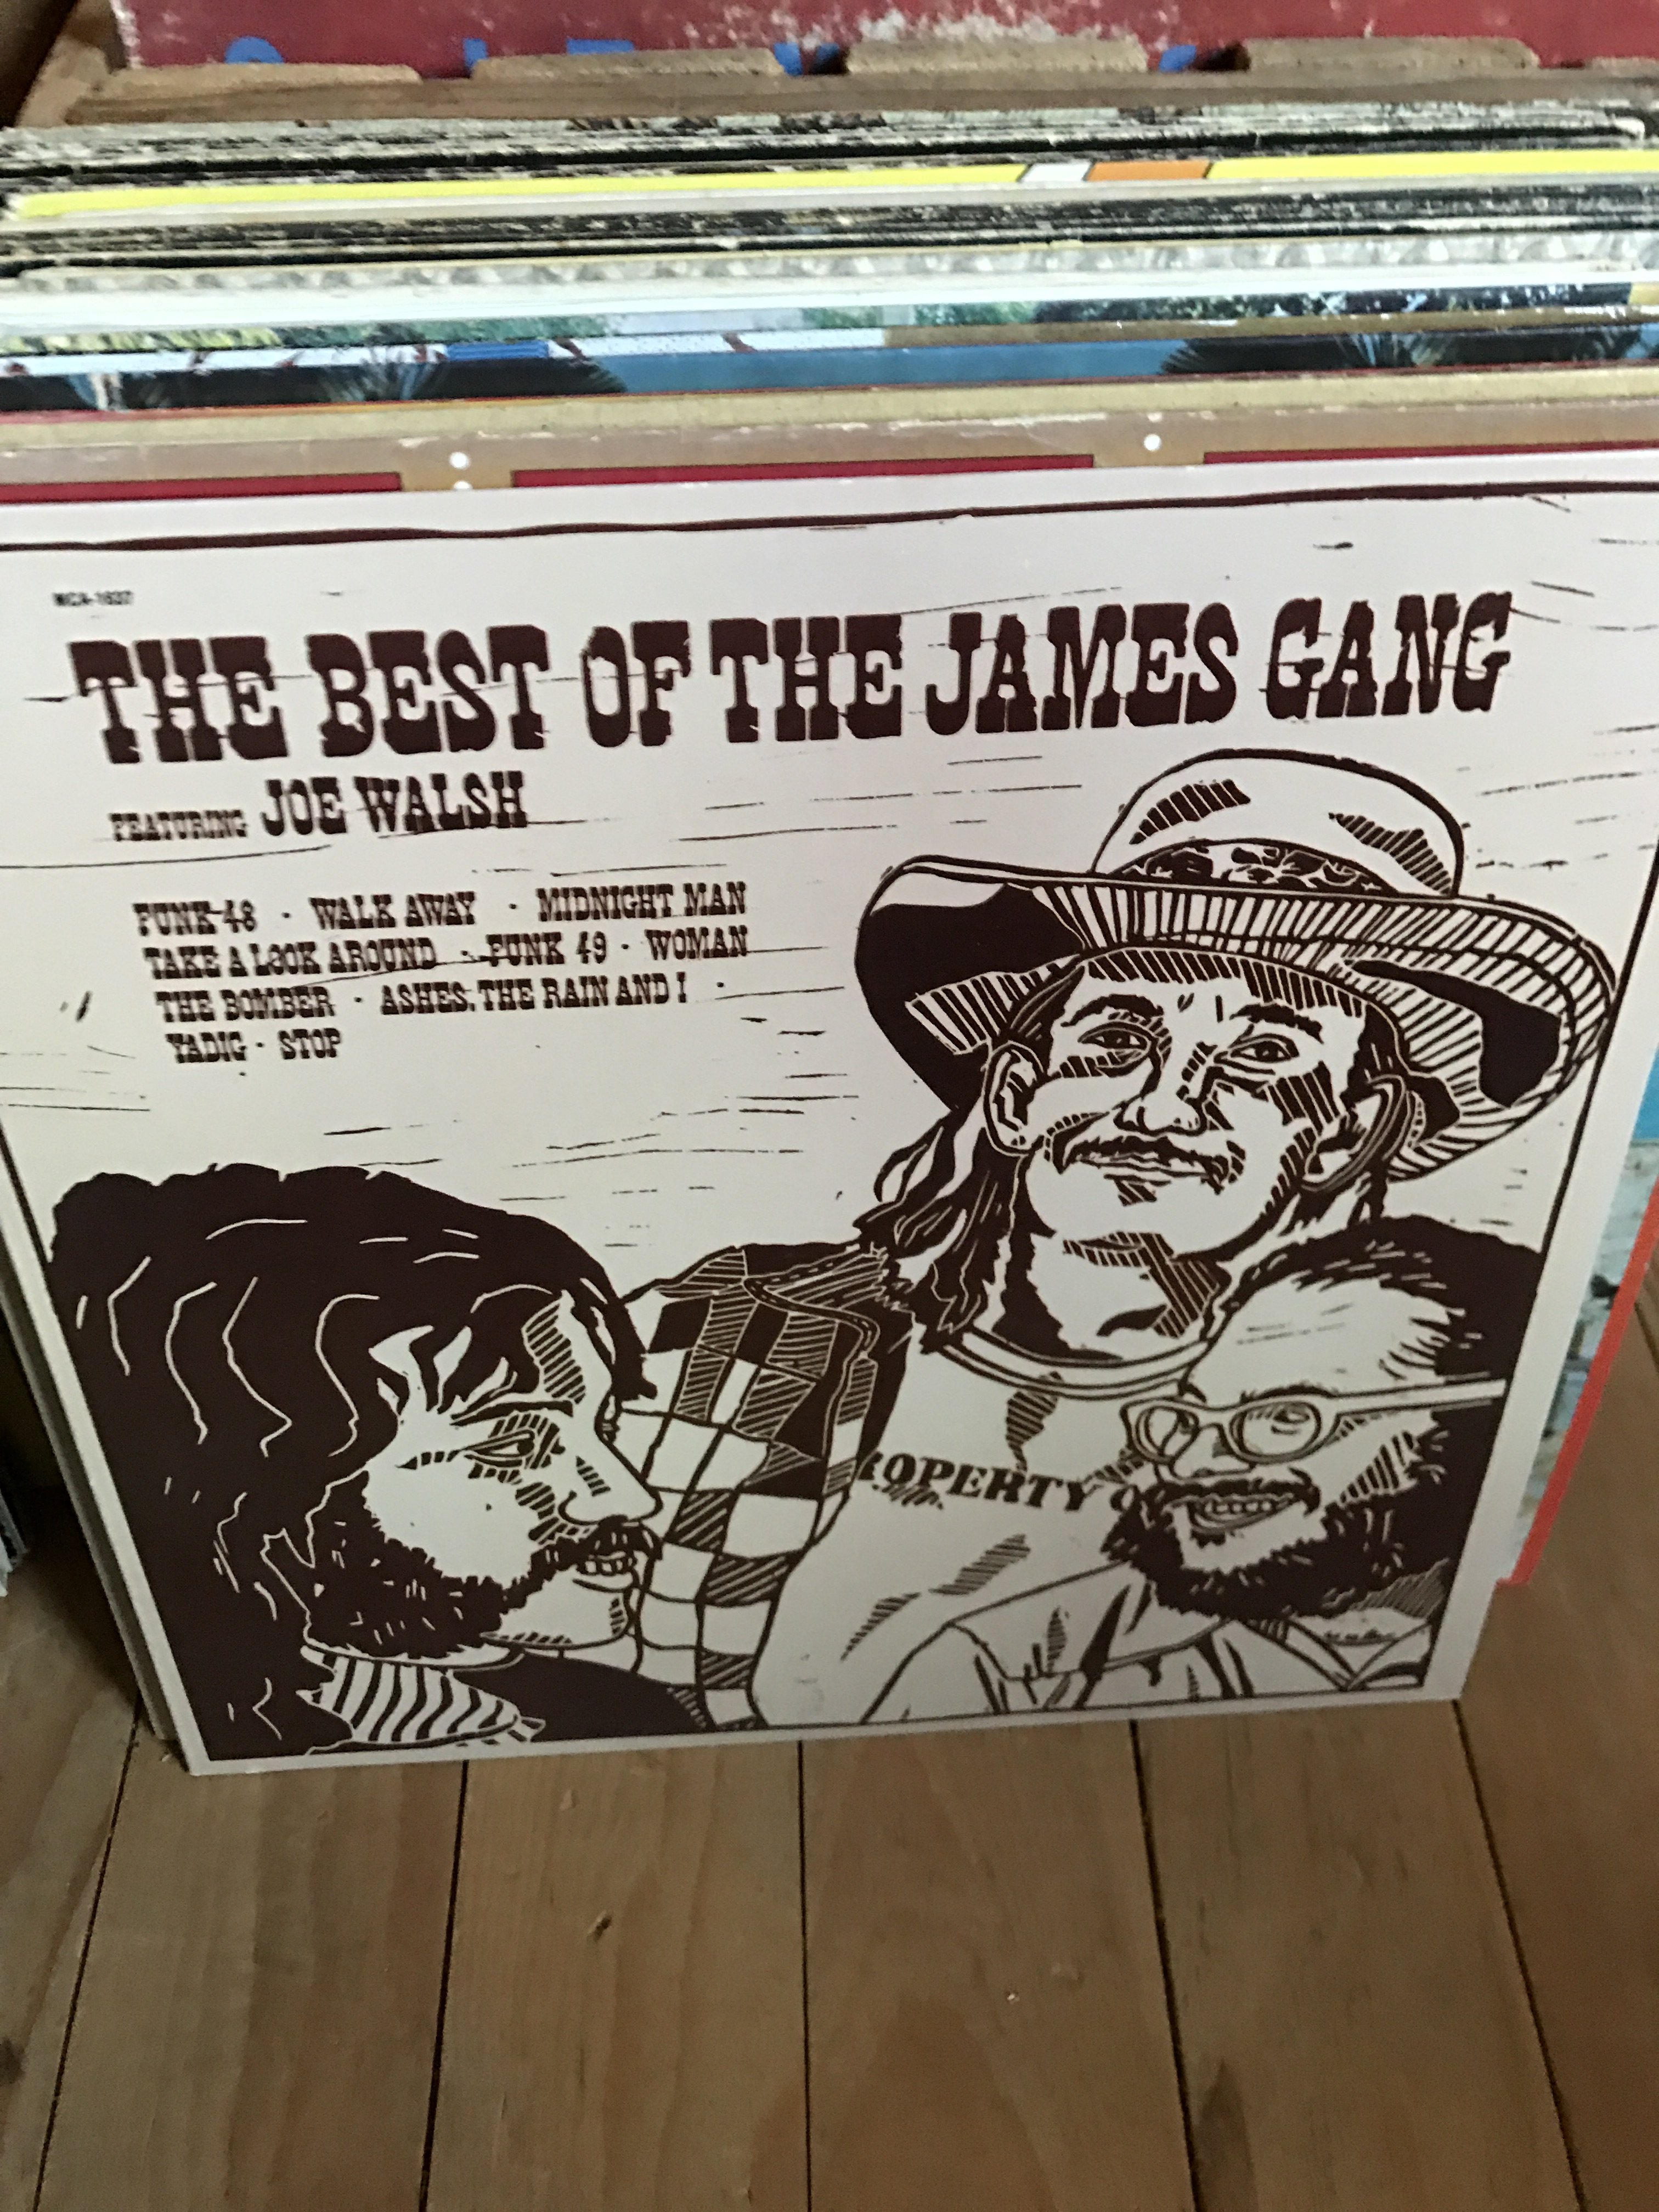 MCA-1637
THE BEST OF THE JAMES GANG
FEATURING JOE WALSH
FUNK 48 · WALK AWAY · MIDNIGHT MAN
TAKE A LOOK AROUND · FUNK 49 · WOMAN
THE BOMBER · ASHES, THE RAIN AND I ·
YADIG · STOP
ROPERTY O